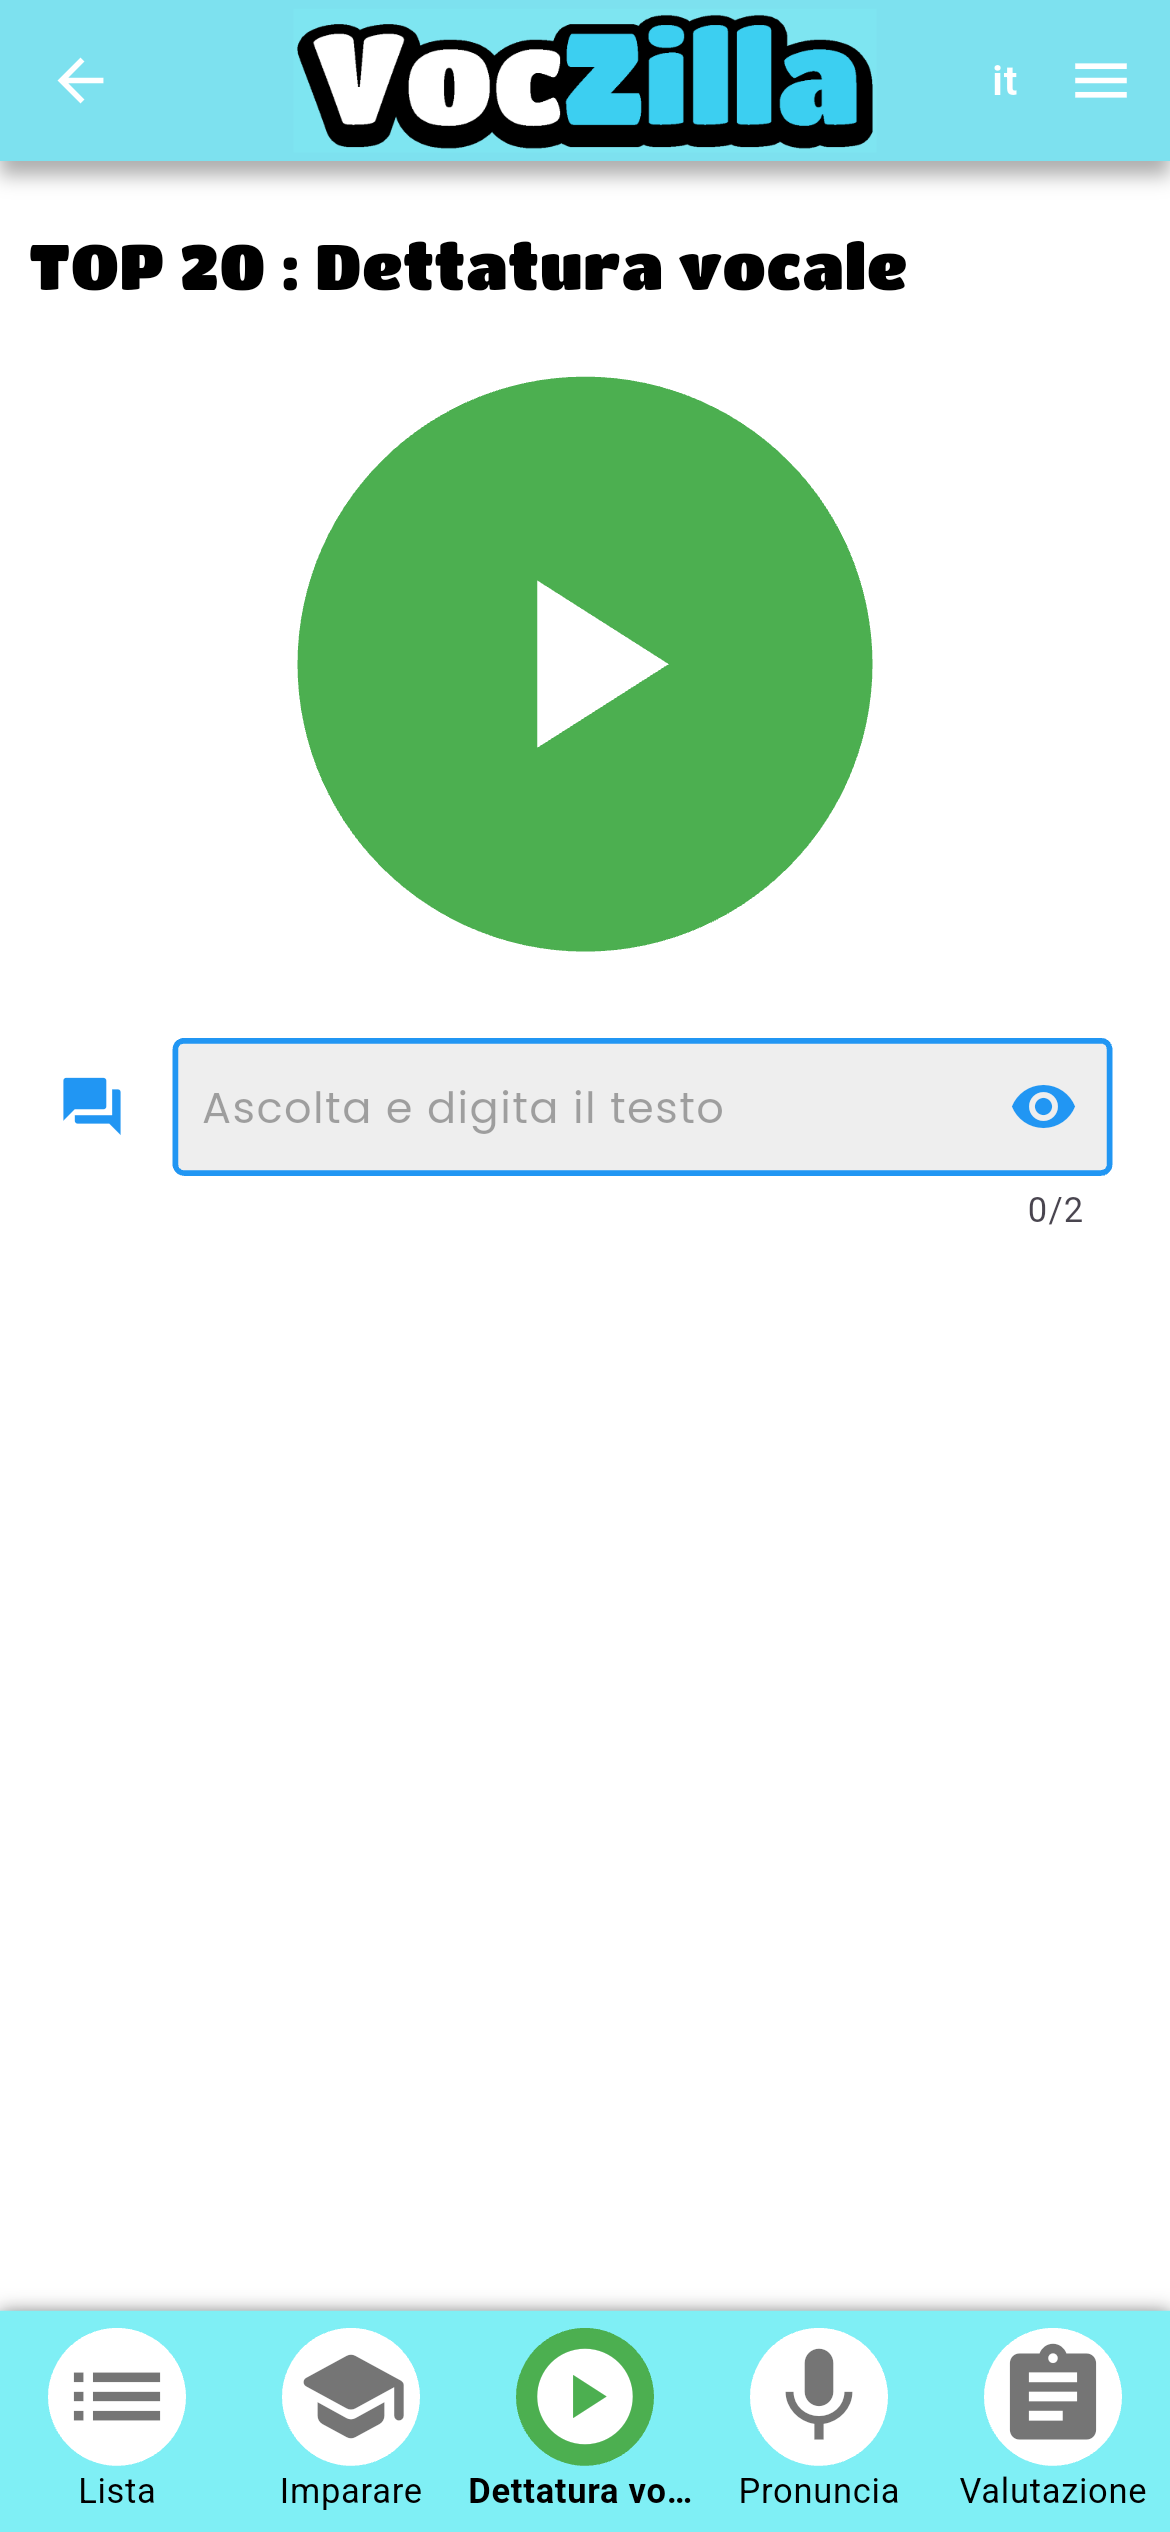 VocZilla
it
TOP 20 : Dettatura vocale
Ascolta e digita il testo
0/2
Lista
Imparare
Dettatura vo...
Pronuncia
Valutazione